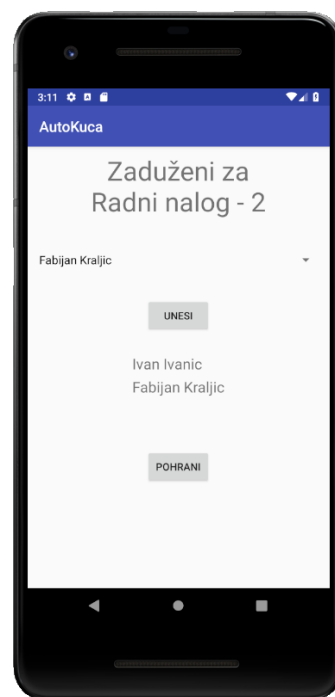 3:11
AutoKuca
Zaduženi za
Radni nalog - 2
Fabijan Kraljic
UNESI
Ivan Ivanic
Fabijan Kraljic
POHRANI